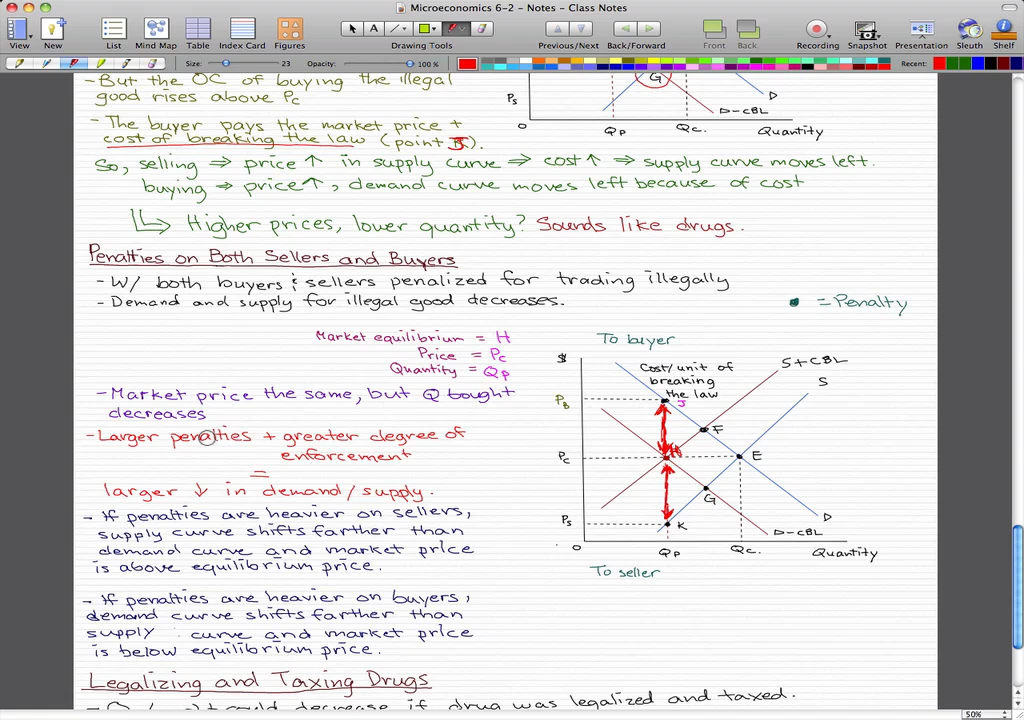 Microeconomics 6-2 - Notes - Class Notes
View
New
List
Mind Map
Table
Index Card
Figures
Drawing Tools
Previous/Next
Back/Forward
Front
Back
Recording
Snapshot
Presentation
Sleuth
Shelf
Size:
23
Opacity:
100 %
Recent:
- But the OC of buying the illegal
good rises above Pc
- The buyer pays the market price +
cost of breaking the law (point J).
So, selling ⇒ price ↑ in supply curve ⇒ cost ↑ ⇒ supply curve moves left.
buying ⇒ price ↑, demand curve moves left because of cost
↳ Higher prices, lower quantity? Sounds like drugs.
G
Ps
D
D-CBL
0
Qp
Qc.
Quantity
Penalties on Both Sellers and Buyers
- W/ both buyers & sellers penalized for trading illegally
- Demand and supply for illegal good decreases.
= Penalty
Market equilibrium = H
Price = Pc
Quantity = Qp
- Market price the same, but Q bought
decreases
- Larger penalties + greater degree of
enforcement
=
larger ↓ in demand/supply.
- If penalties are heavier on sellers,
supply curve shifts farther than
demand curve and market price
is above equilibrium price.
- If penalties are heavier on buyers,
demand curve shifts farther than
supply curve and market price
is below equilibrium price.
To buyer
$
Cost/unit of
breaking
the law
S+CBL
S
PB
J
F
Pc
H
E
G
Ps
K
D
D-CBL
0
Qp
Qc.
Quantity
To seller
Legalizing and Taxing Drugs
could decrease if drug was legalized and taxed.
50%